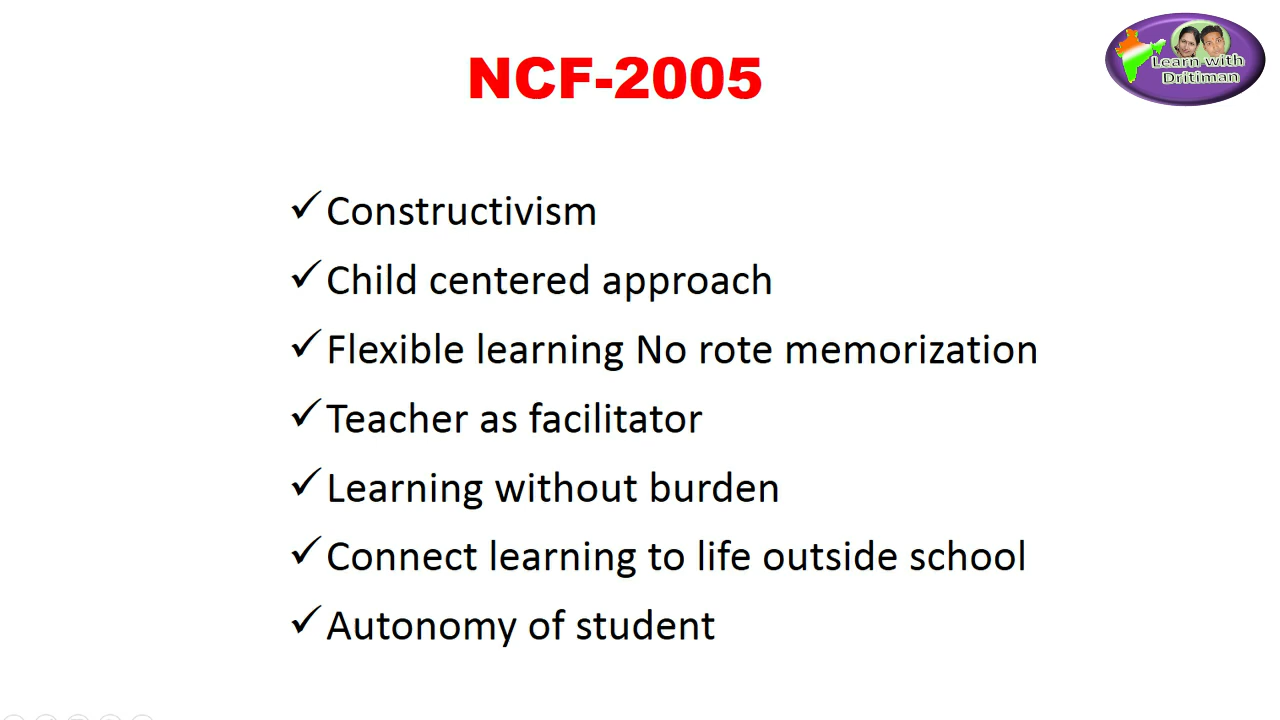 NCF-2005
Learn with
Dritiman
✓Constructivism
✓Child centered approach
✓Flexible learning No rote memorization
✓Teacher as facilitator
✓Learning without burden
✓Connect learning to life outside school
✓Autonomy of student